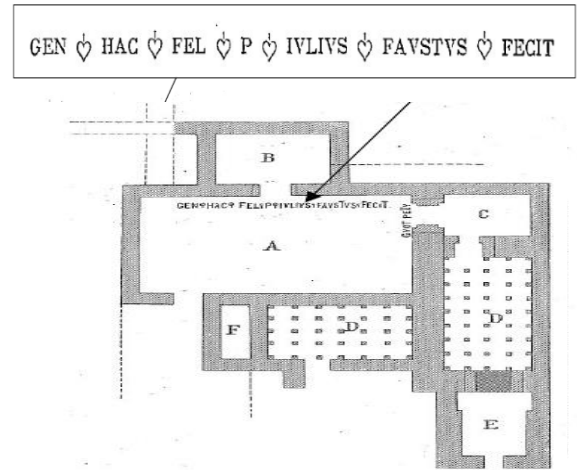 GEN ♤ HAC ♤ FEL ♤ P ♤ IVLIVS ♤ FAVSTVS ♤ FECIT
B
GEN HAC FEL P IVLIVS FAVSTVS FECIT
A
C
D
F
D
E